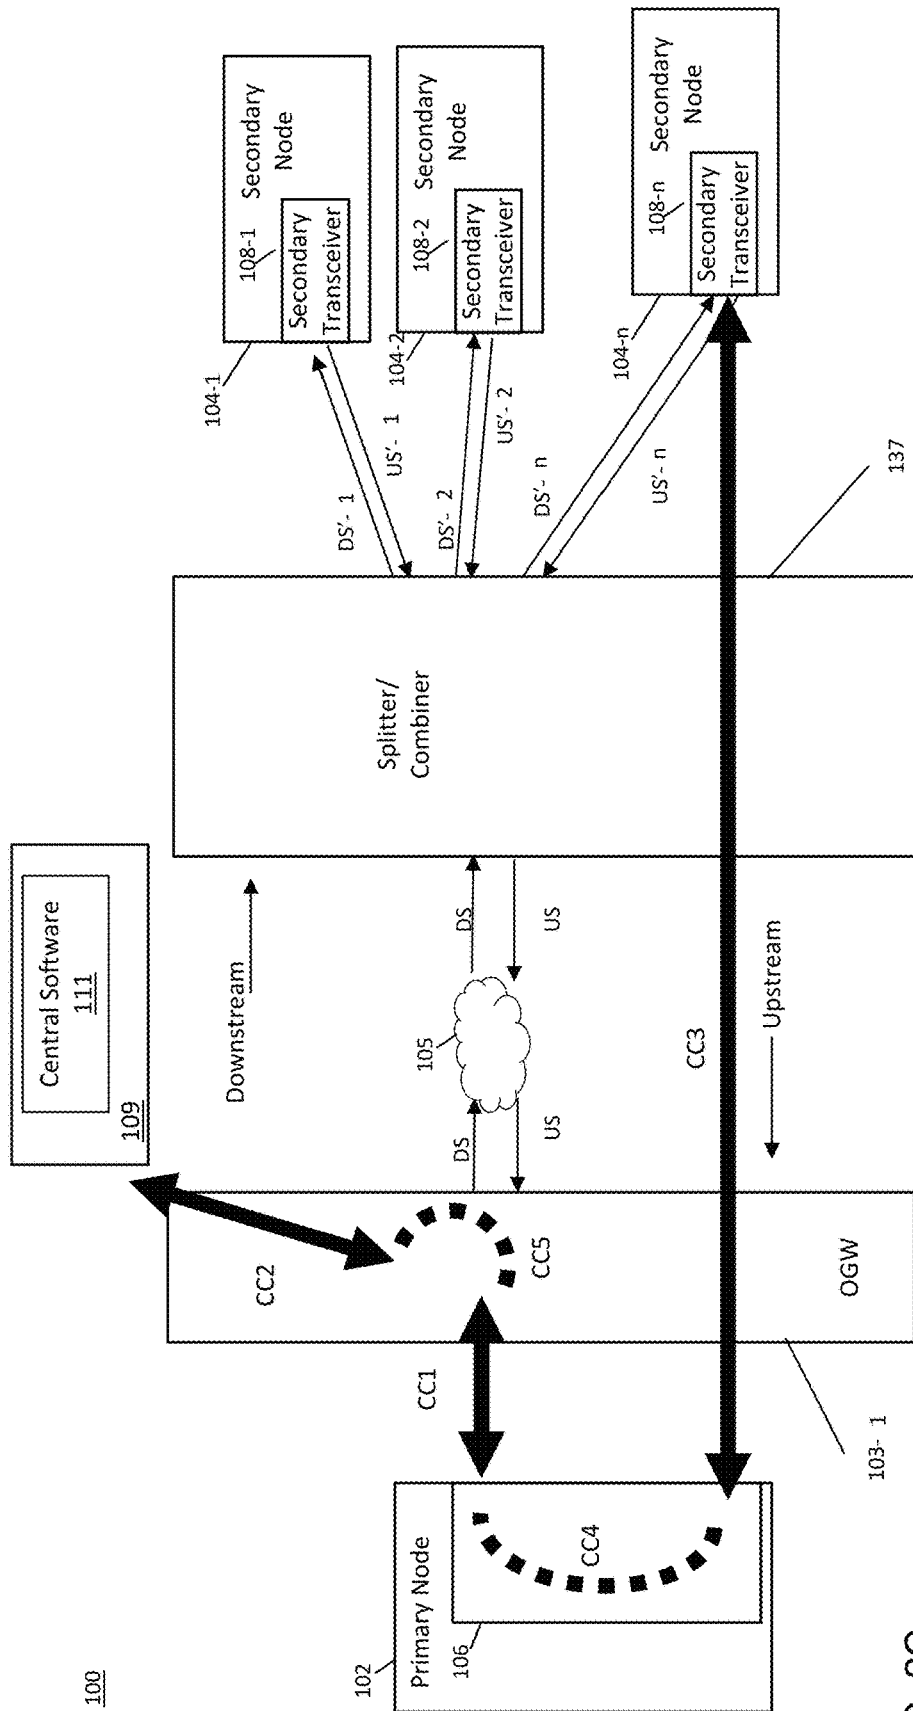 100
Central Software
111
109
Downstream
CC2
104-1
108-1
Secondary
Node
Secondary
Transceiver
DS'- 1
US'- 1
102
Primary Node
106
CC1
CC5
DS
US
105
DS
US
Splitter/
Combiner
DS'- 2
US'- 2
104-2
108-2
Secondary
Node
Secondary
Transceiver
CC4
CC3
DS'- n
US'- n
104-n
108-n
Secondary
Node
Secondary
Transceiver
Upstream
OGW
103- 1
137